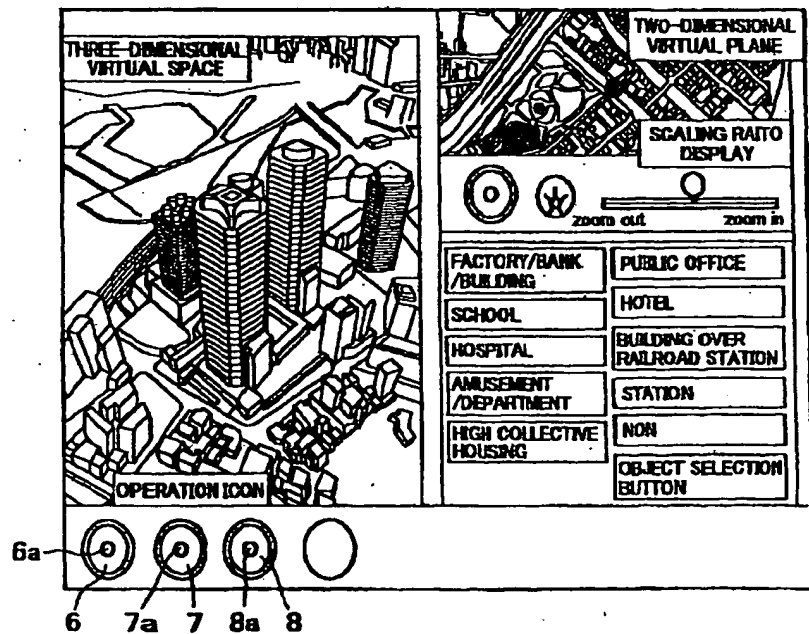 THREE-DIMENSIONAL
VIRTUAL SPACE
TWO-DIMENSIONAL
VIRTUAL PLANE
SCALING RAITO
DISPLAY
zoom out
zoom in
FACTORY/BANK
/BUILDING
SCHOOL
HOSPITAL
AMUSEMENT
/DEPARTMENT
HIGH COLLECTIVE
HOUSING
PUBLIC OFFICE
HOTEL
BUILDING OVER
RAILROAD STATION
STATION
NON
OBJECT SELECTION
BUTTON
OPERATION ICON
6a
6
7a
7
8a
8